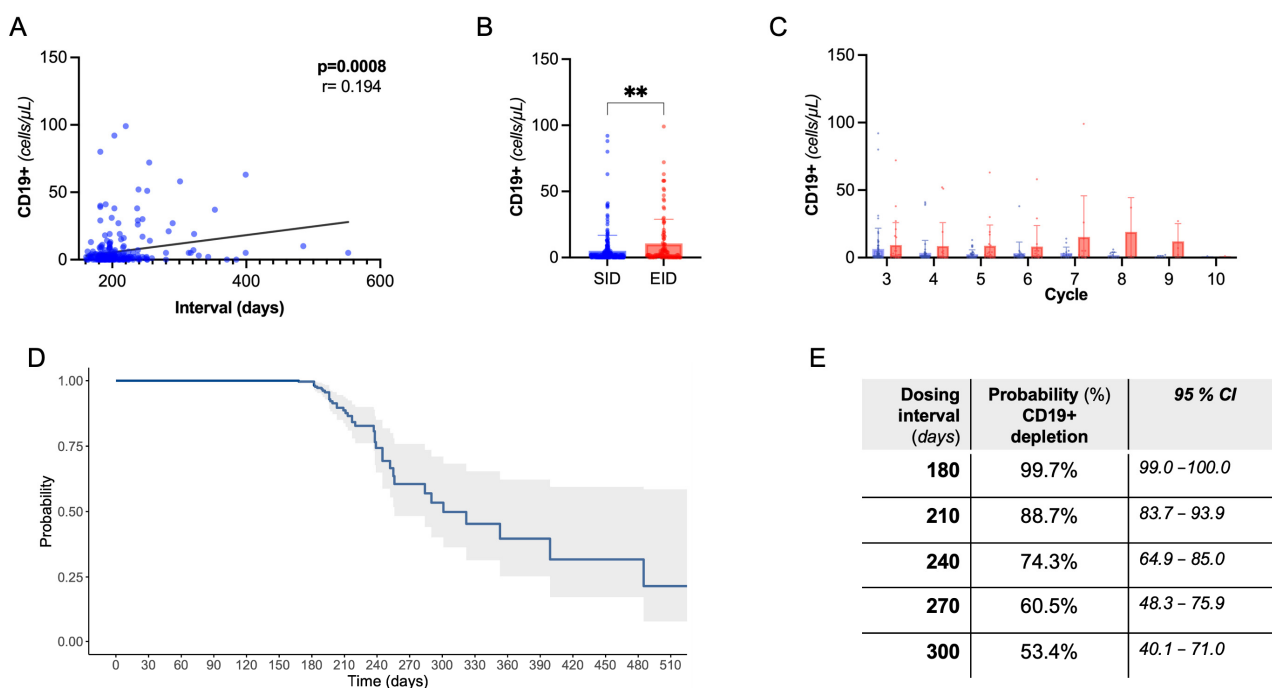 A
150
100
50
0
CD19+ (cells/µL)
p=0.0008
r= 0.194
200
400
600
Interval (days)
B
150
100
50
0
CD19+ (cells/µL)
**
SID
EID
C
150
100
50
0
CD19+ (cells/µL)
3
4
5
6
7
8
9
10
Cycle
D
1.00
0.75
0.50
0.25
0.00
Probability
0
30
60
90
120
150
180
210
240
270
300
330
360
390
420
450
480
510
Time (days)
E
Dosing
interval
(days)
Probability (%)
CD19+
depletion
95 % CI
180
99.7%
99.0 –100.0
210
88.7%
83.7 – 93.9
240
74.3%
64.9 – 85.0
270
60.5%
48.3 – 75.9
300
53.4%
40.1 – 71.0